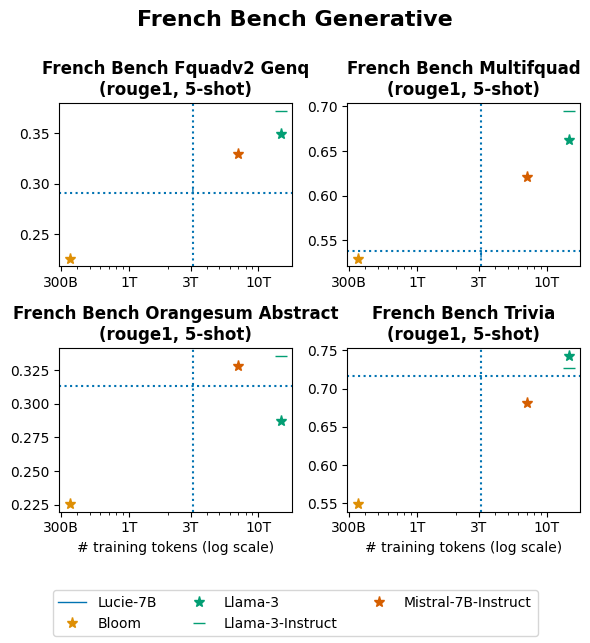 French Bench Generative
French Bench Fquadv2 Genq
(rouge1, 5-shot)
0.35
0.30
0.25
300B 1T 3T 10T
French Bench Multifquad
(rouge1, 5-shot)
0.70
0.65
0.60
0.55
300B 1T 3T 10T
French Bench Orangesum Abstract
(rouge1, 5-shot)
0.325
0.300
0.275
0.250
0.225
300B 1T 3T 10T
# training tokens (log scale)
French Bench Trivia
(rouge1, 5-shot)
0.75
0.70
0.65
0.60
0.55
300B 1T 3T 10T
# training tokens (log scale)
Lucie-7B Llama-3 Mistral-7B-Instruct
Bloom Llama-3-Instruct